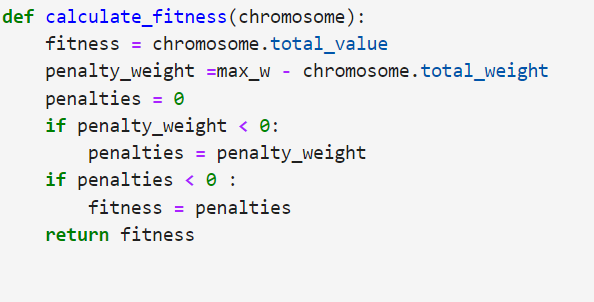 def calculate_fitness(chromosome):
    fitness = chromosome.total_value
    penalty_weight =max_w - chromosome.total_weight
    penalties = 0
    if penalty_weight < 0:
        penalties = penalty_weight
    if penalties < 0 :
        fitness = penalties
    return fitness